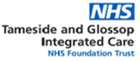 NHS
Tameside and Glossop
Integrated Care
NHS Foundation Trust